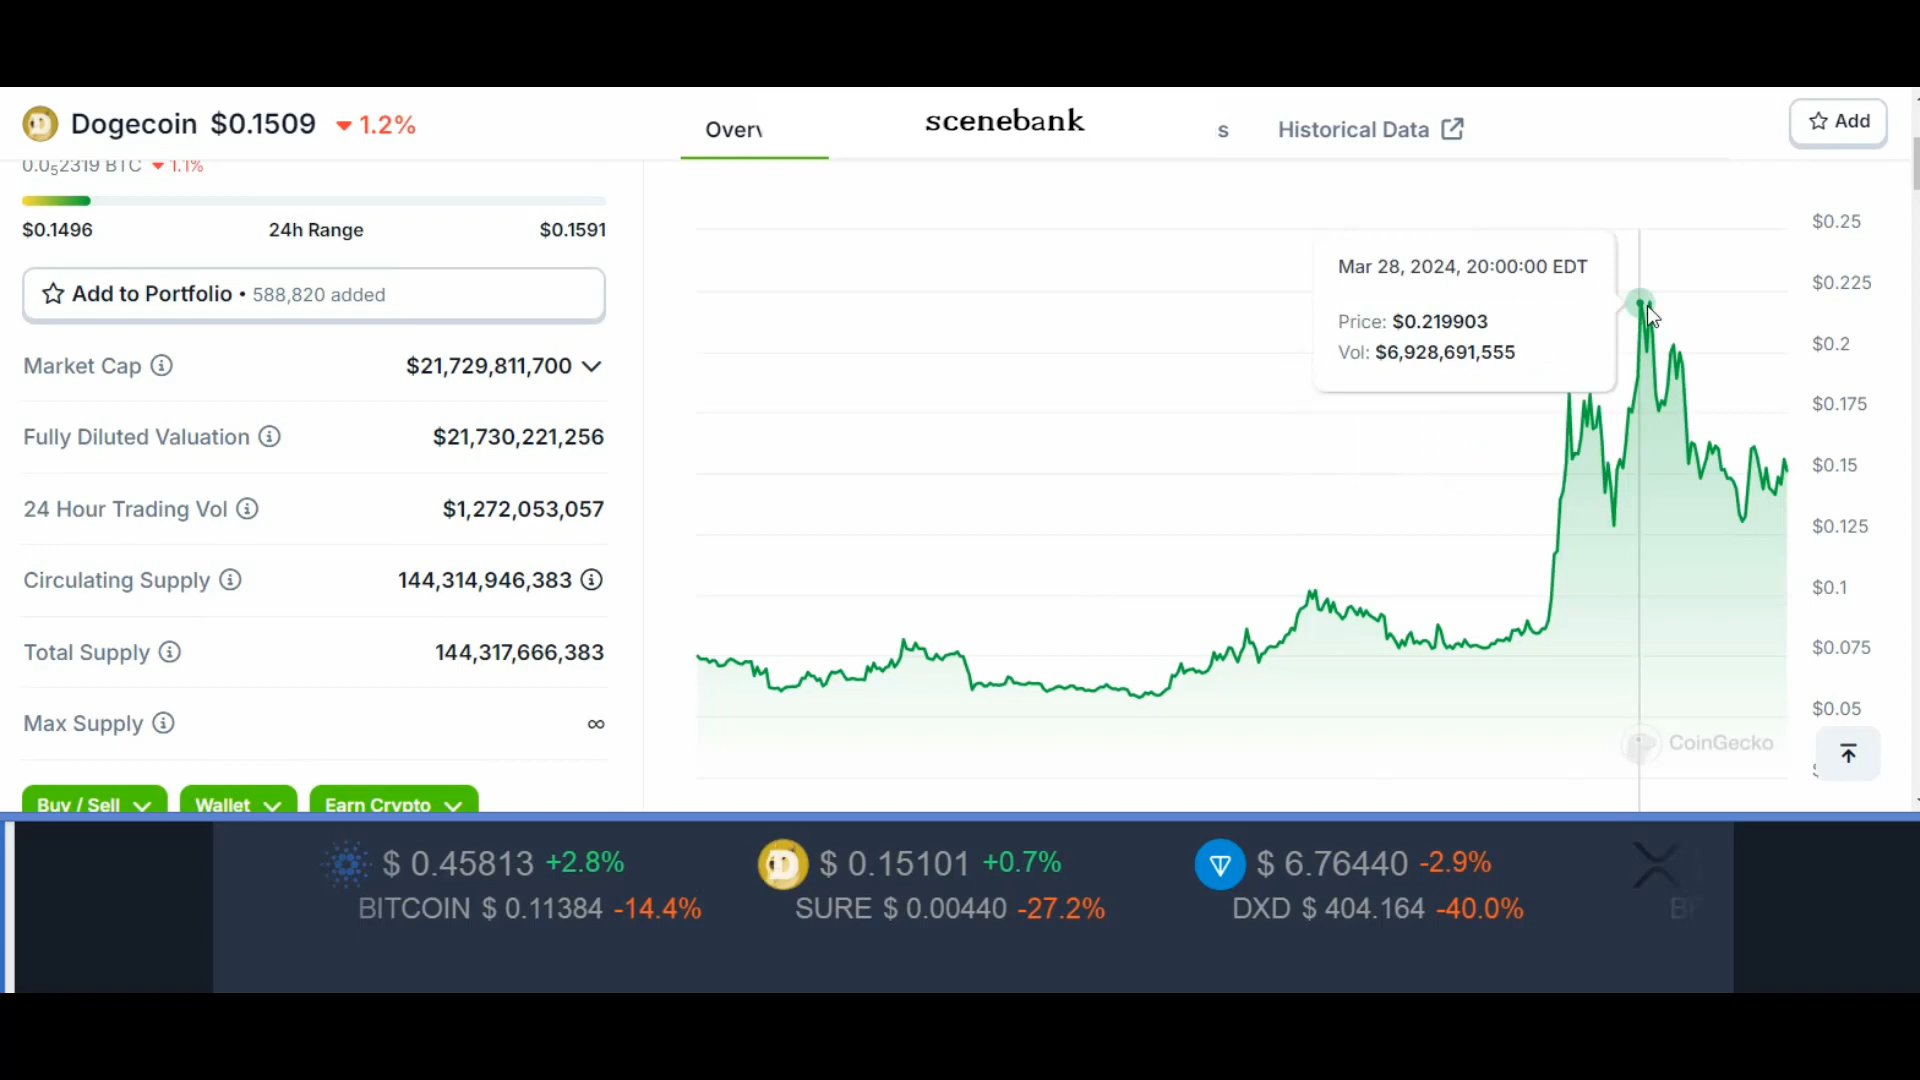 Dogecoin $0.1509 1.2%
Overv
scenebank
s
Historical Data
Add
0.0₅2319 BTC 1.1%
$0.1496 24h Range $0.1591
Add to Portfolio • 588,820 added
Market Cap $21,729,811,700
Fully Diluted Valuation $21,730,221,256
24 Hour Trading Vol $1,272,053,057
Circulating Supply 144,314,946,383
Total Supply 144,317,666,383
Max Supply ∞
Buy / Sell Wallet Earn Crypto
Mar 28, 2024, 20:00:00 EDT
Price: $0.219903
Vol: $6,928,691,555
$0.25
$0.225
$0.2
$0.175
$0.15
$0.125
$0.1
$0.075
$0.05
CoinGecko
$ 0.45813 +2.8%
BITCOIN $ 0.11384 -14.4%
$ 0.15101 +0.7%
SURE $ 0.00440 -27.2%
$ 6.76440 -2.9%
DXD $ 404.164 -40.0%